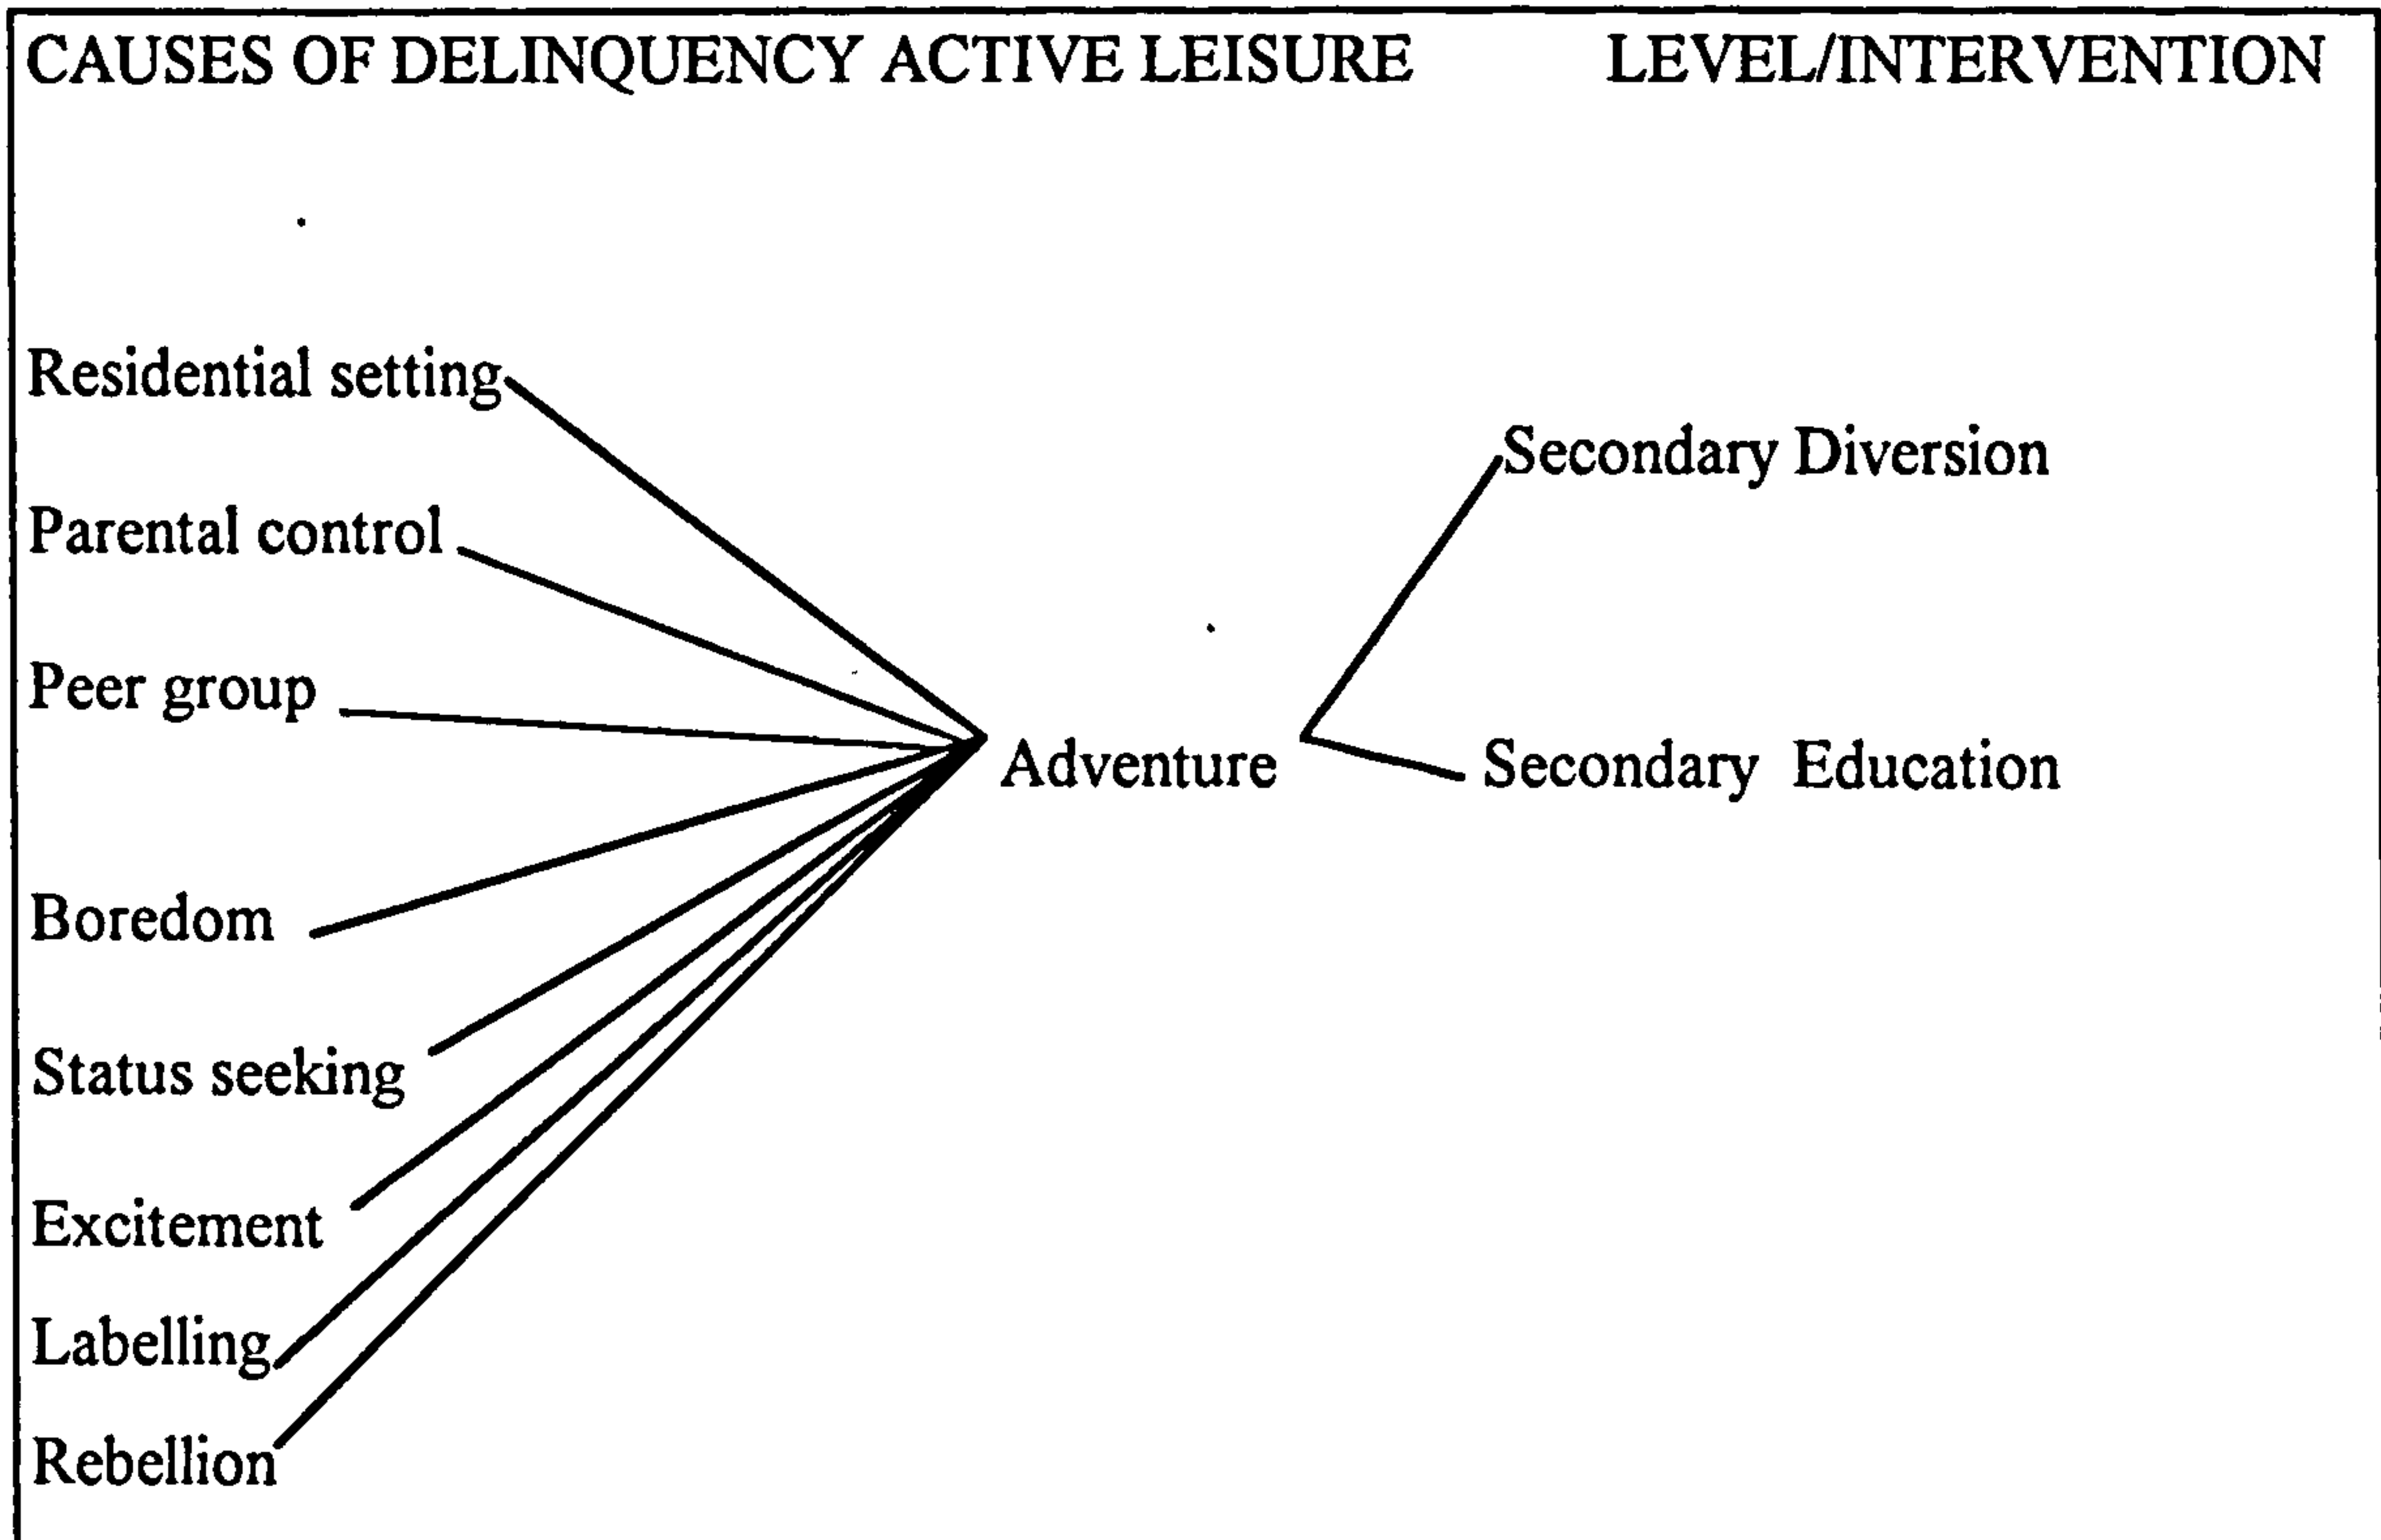 CAUSES OF DELINQUENCY ACTIVE LEISURE LEVEL/INTERVENTION
Residential setting
Secondary Diversion
Parental control
Peer group
Adventure Secondary Education
Boredom
Status seeking
Excitement
Labelling
Rebellion